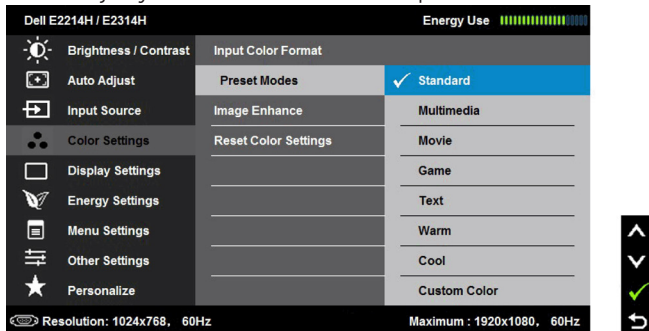 Dell E2214H / E2314H
Energy Use
Brightness / Contrast
Input Color Format
Auto Adjust
Preset Modes
Standard
Input Source
Image Enhance
Multimedia
Color Settings
Reset Color Settings
Movie
Display Settings
Game
Energy Settings
Text
Menu Settings
Warm
Other Settings
Cool
Personalize
Custom Color
Resolution: 1024x768, 60Hz
Maximum : 1920x1080, 60Hz